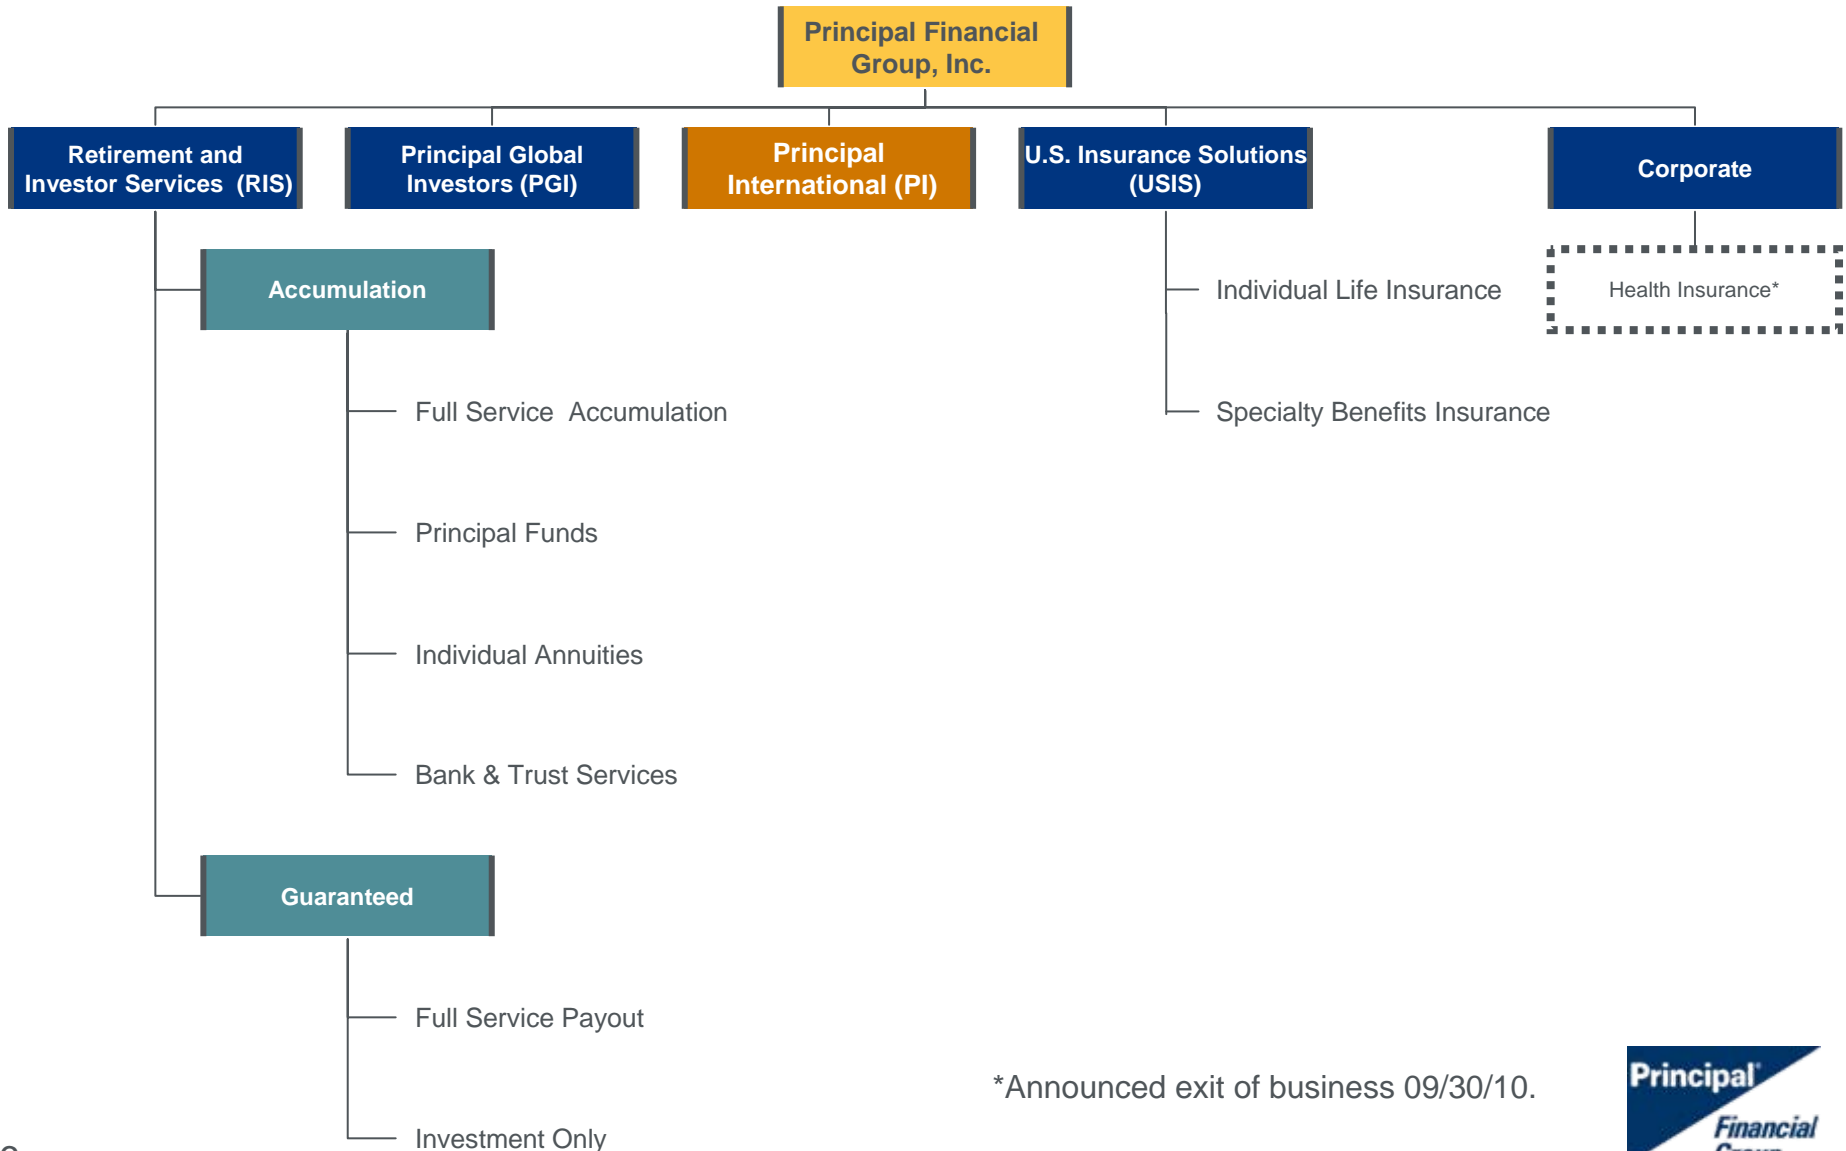 Principal Financial
Group, Inc.
Retirement and
Investor Services (RIS)
Principal Global
Investors (PGI)
Principal
International (PI)
U.S. Insurance Solutions
(USIS)
Corporate
Accumulation
Individual Life Insurance
Health Insurance*
Full Service Accumulation
Specialty Benefits Insurance
Principal Funds
Individual Annuities
Bank & Trust Services
Guaranteed
Full Service Payout
*Announced exit of business 09/30/10.
Investment Only
Principal
Financial